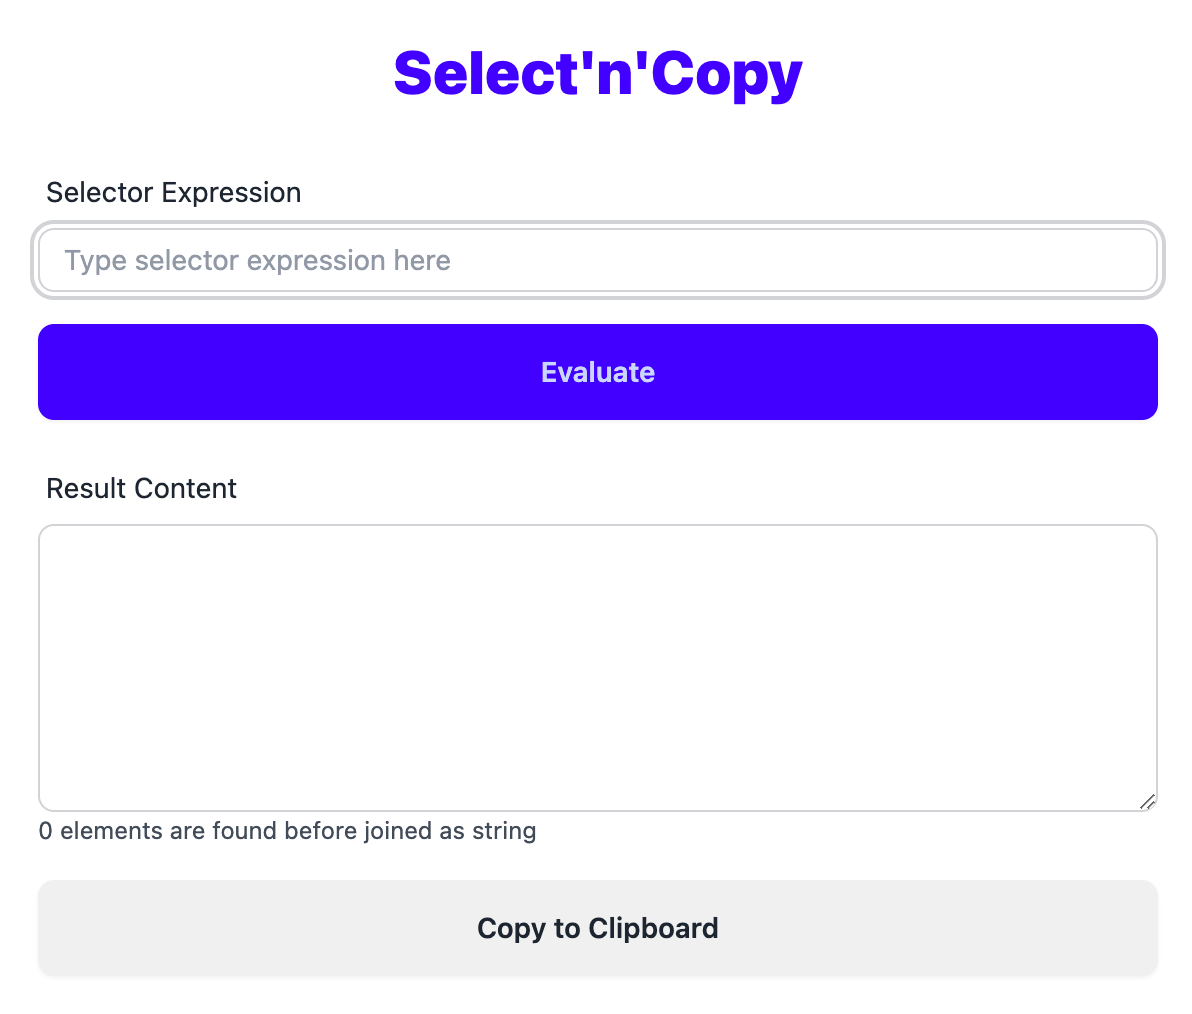 Select'n'Copy
Selector Expression
Type selector expression here
Evaluate
Result Content
0 elements are found before joined as string
Copy to Clipboard